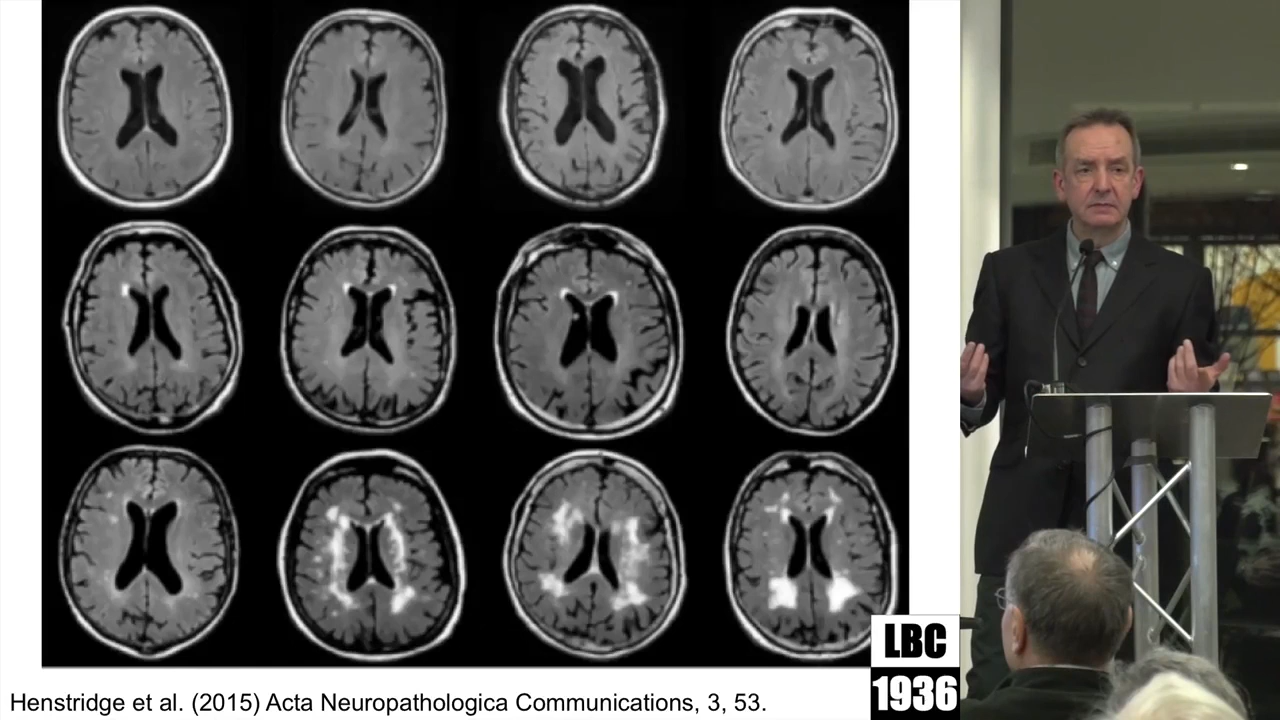 Henstridge et al. (2015) Acta Neuropathologica Communications, 3, 53.
LBC
1936